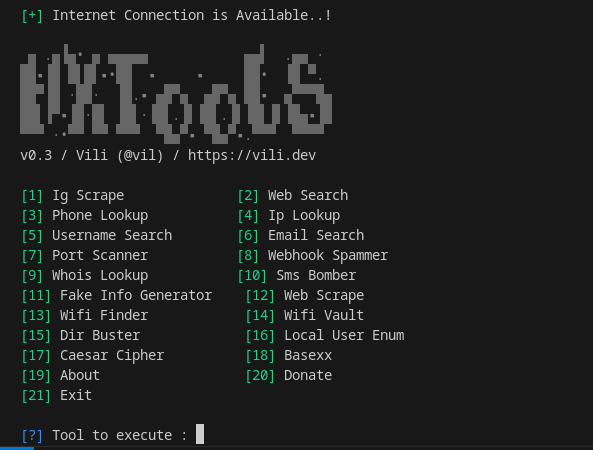 [+] Internet Connection is Available..!
v0.3 / Vili (@vil) / https://vili.dev
[1] Ig Scrape [2] Web Search
[3] Phone Lookup [4] Ip Lookup
[5] Username Search [6] Email Search
[7] Port Scanner [8] Webhook Spammer
[9] Whois Lookup [10] Sms Bomber
[11] Fake Info Generator [12] Web Scrape
[13] Wifi Finder [14] Wifi Vault
[15] Dir Buster [16] Local User Enum
[17] Caesar Cipher [18] Basexx
[19] About [20] Donate
[21] Exit
[?] Tool to execute :